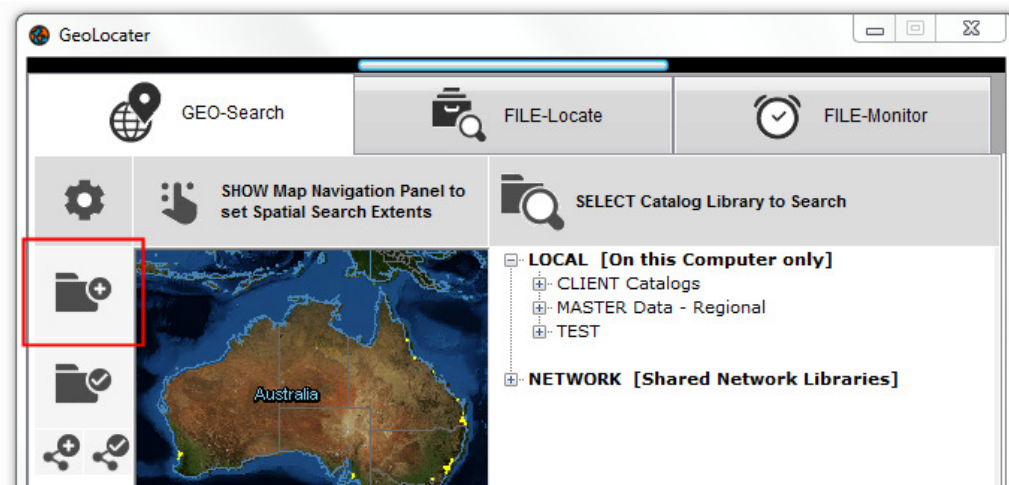 GeoLocater
GEO-Search
FILE-Locate
FILE-Monitor
SHOW Map Navigation Panel to
set Spatial Search Extents
SELECT Catalog Library to Search
LOCAL [On this Computer only]
CLIENT Catalogs
MASTER Data - Regional
TEST
NETWORK [Shared Network Libraries]
Australia